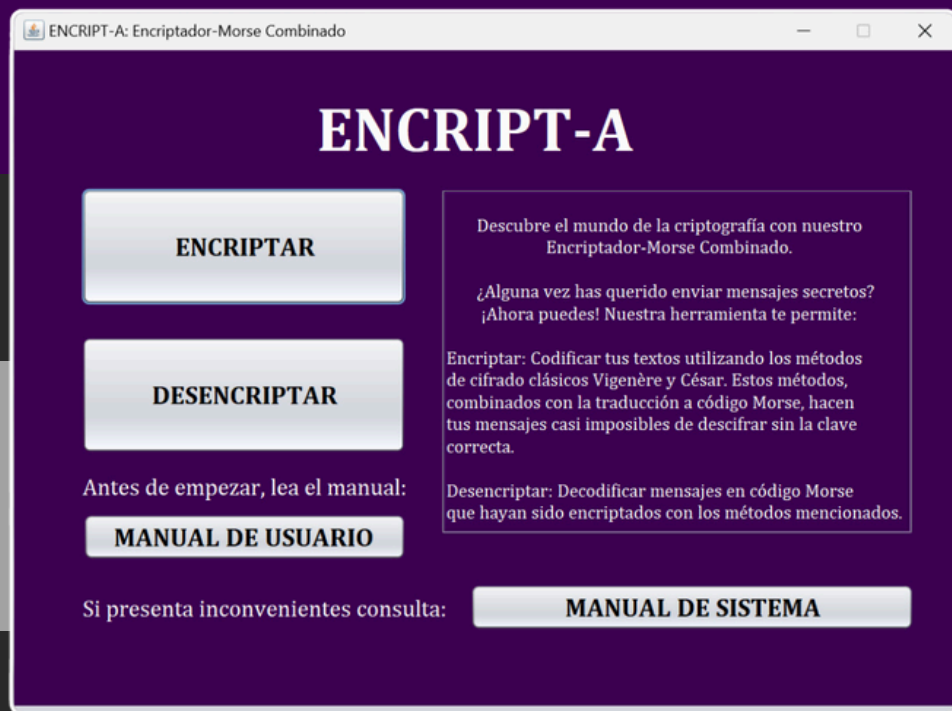 ENCRIPT-A: Encriptador-Morse Combinado
ENCRIPT-A
ENCRIPTAR
DESENCRIPTAR
Antes de empezar, lea el manual:
MANUAL DE USUARIO
Descubre el mundo de la criptografía con nuestro
Encriptador-Morse Combinado.
¿Alguna vez has querido enviar mensajes secretos?
¡Ahora puedes! Nuestra herramienta te permite:
Encriptar: Codificar tus textos utilizando los métodos
de cifrado clásicos Vigenère y César. Estos métodos,
combinados con la traducción a código Morse, hacen
tus mensajes casi imposibles de descifrar sin la clave
correcta.
Desencriptar: Decodificar mensajes en código Morse
que hayan sido encriptados con los métodos mencionados.
Si presenta inconvenientes consulta:
MANUAL DE SISTEMA